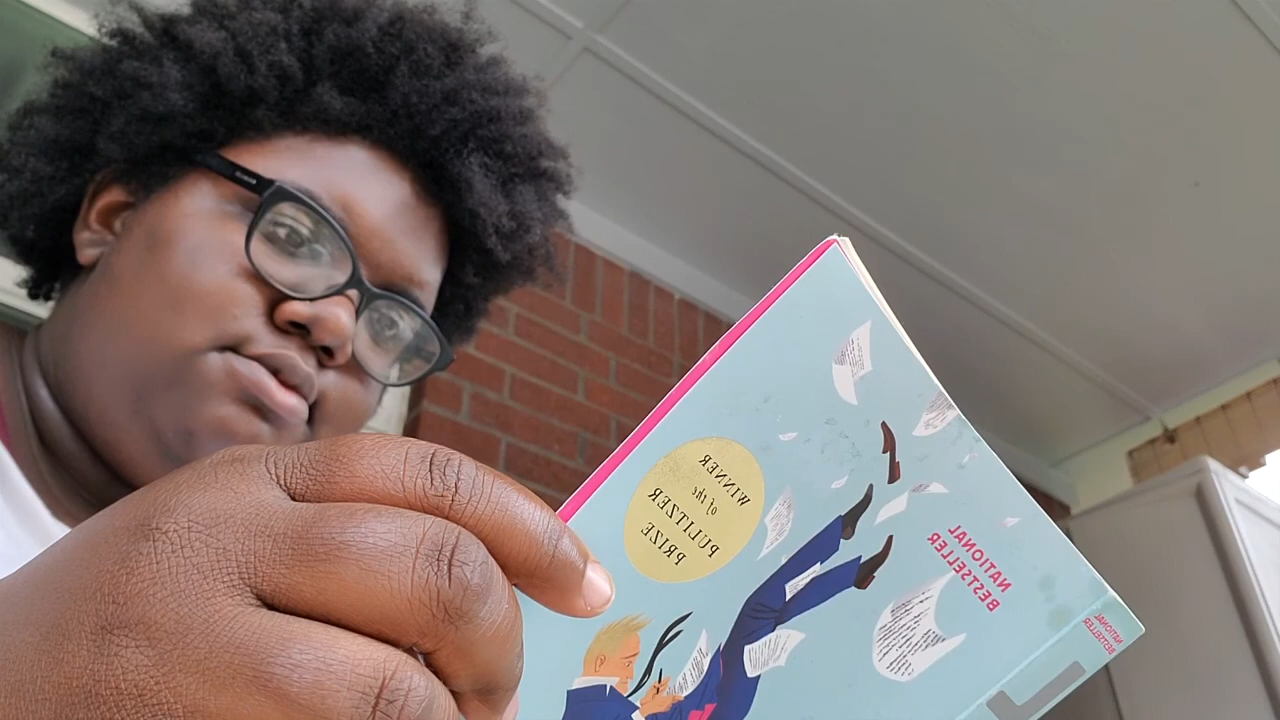 NATIONAL
BESTSELLER
WINNER
of the
PULITZER
PRIZE
NATIONAL
BESTSELLER
L